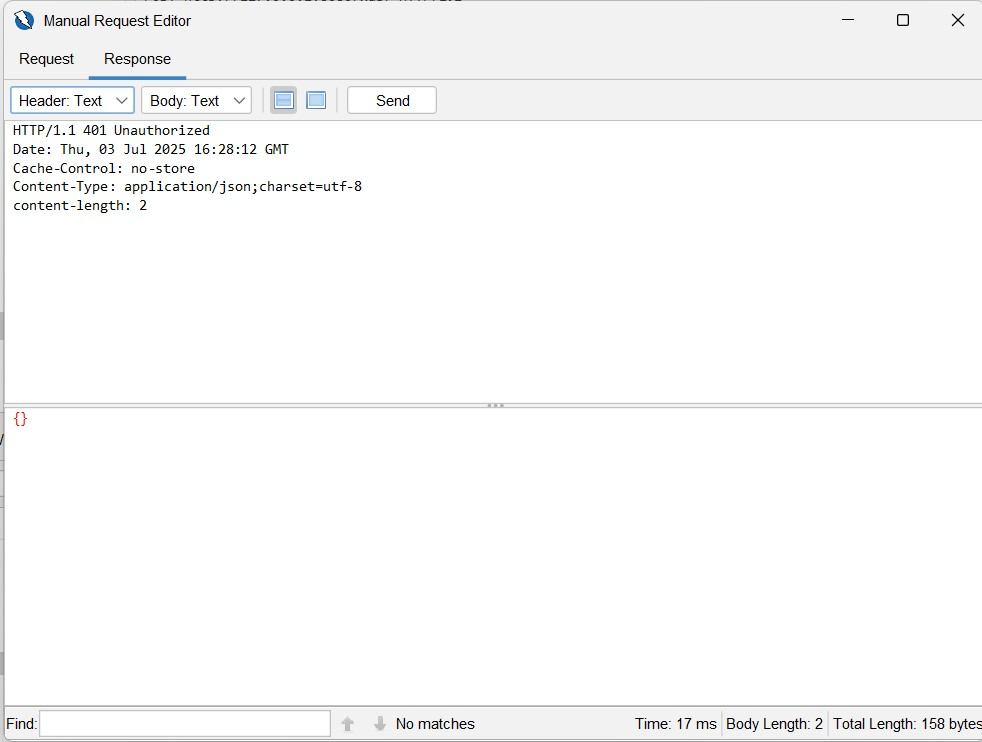 Manual Request Editor
Request Response
Header: Text Body: Text Send
HTTP/1.1 401 Unauthorized
Date: Thu, 03 Jul 2025 16:28:12 GMT
Cache-Control: no-store
Content-Type: application/json;charset=utf-8
content-length: 2
{}
Find: No matches Time: 17 ms Body Length: 2 Total Length: 158 bytes